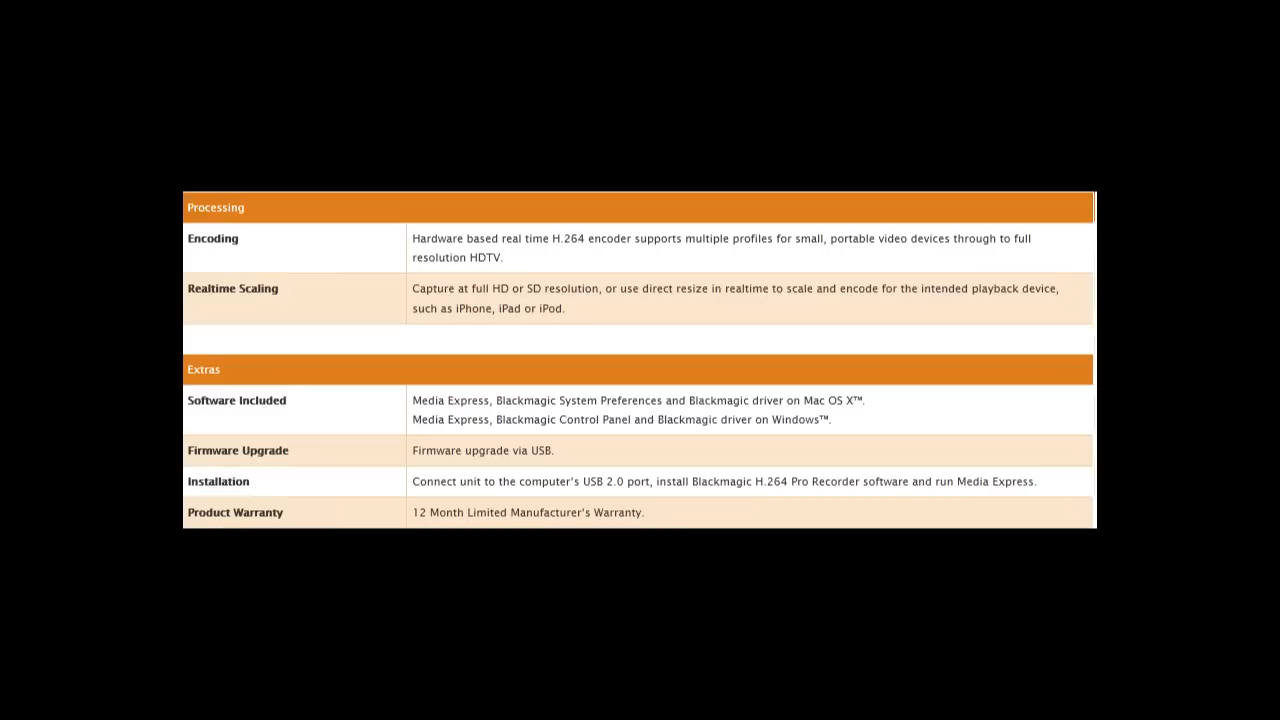 Processing
Encoding
Hardware based real time H.264 encoder supports multiple profiles for small, portable video devices through to full
resolution HDTV.
Realtime Scaling
Capture at full HD or SD resolution, or use direct resize in realtime to scale and encode for the intended playback device,
such as iPhone, iPad or iPod.
Extras
Software Included
Media Express, Blackmagic System Preferences and Blackmagic driver on Mac OS X™.
Media Express, Blackmagic Control Panel and Blackmagic driver on Windows™.
Firmware Upgrade
Firmware upgrade via USB.
Installation
Connect unit to the computer's USB 2.0 port, install Blackmagic H.264 Pro Recorder software and run Media Express.
Product Warranty
12 Month Limited Manufacturer's Warranty.